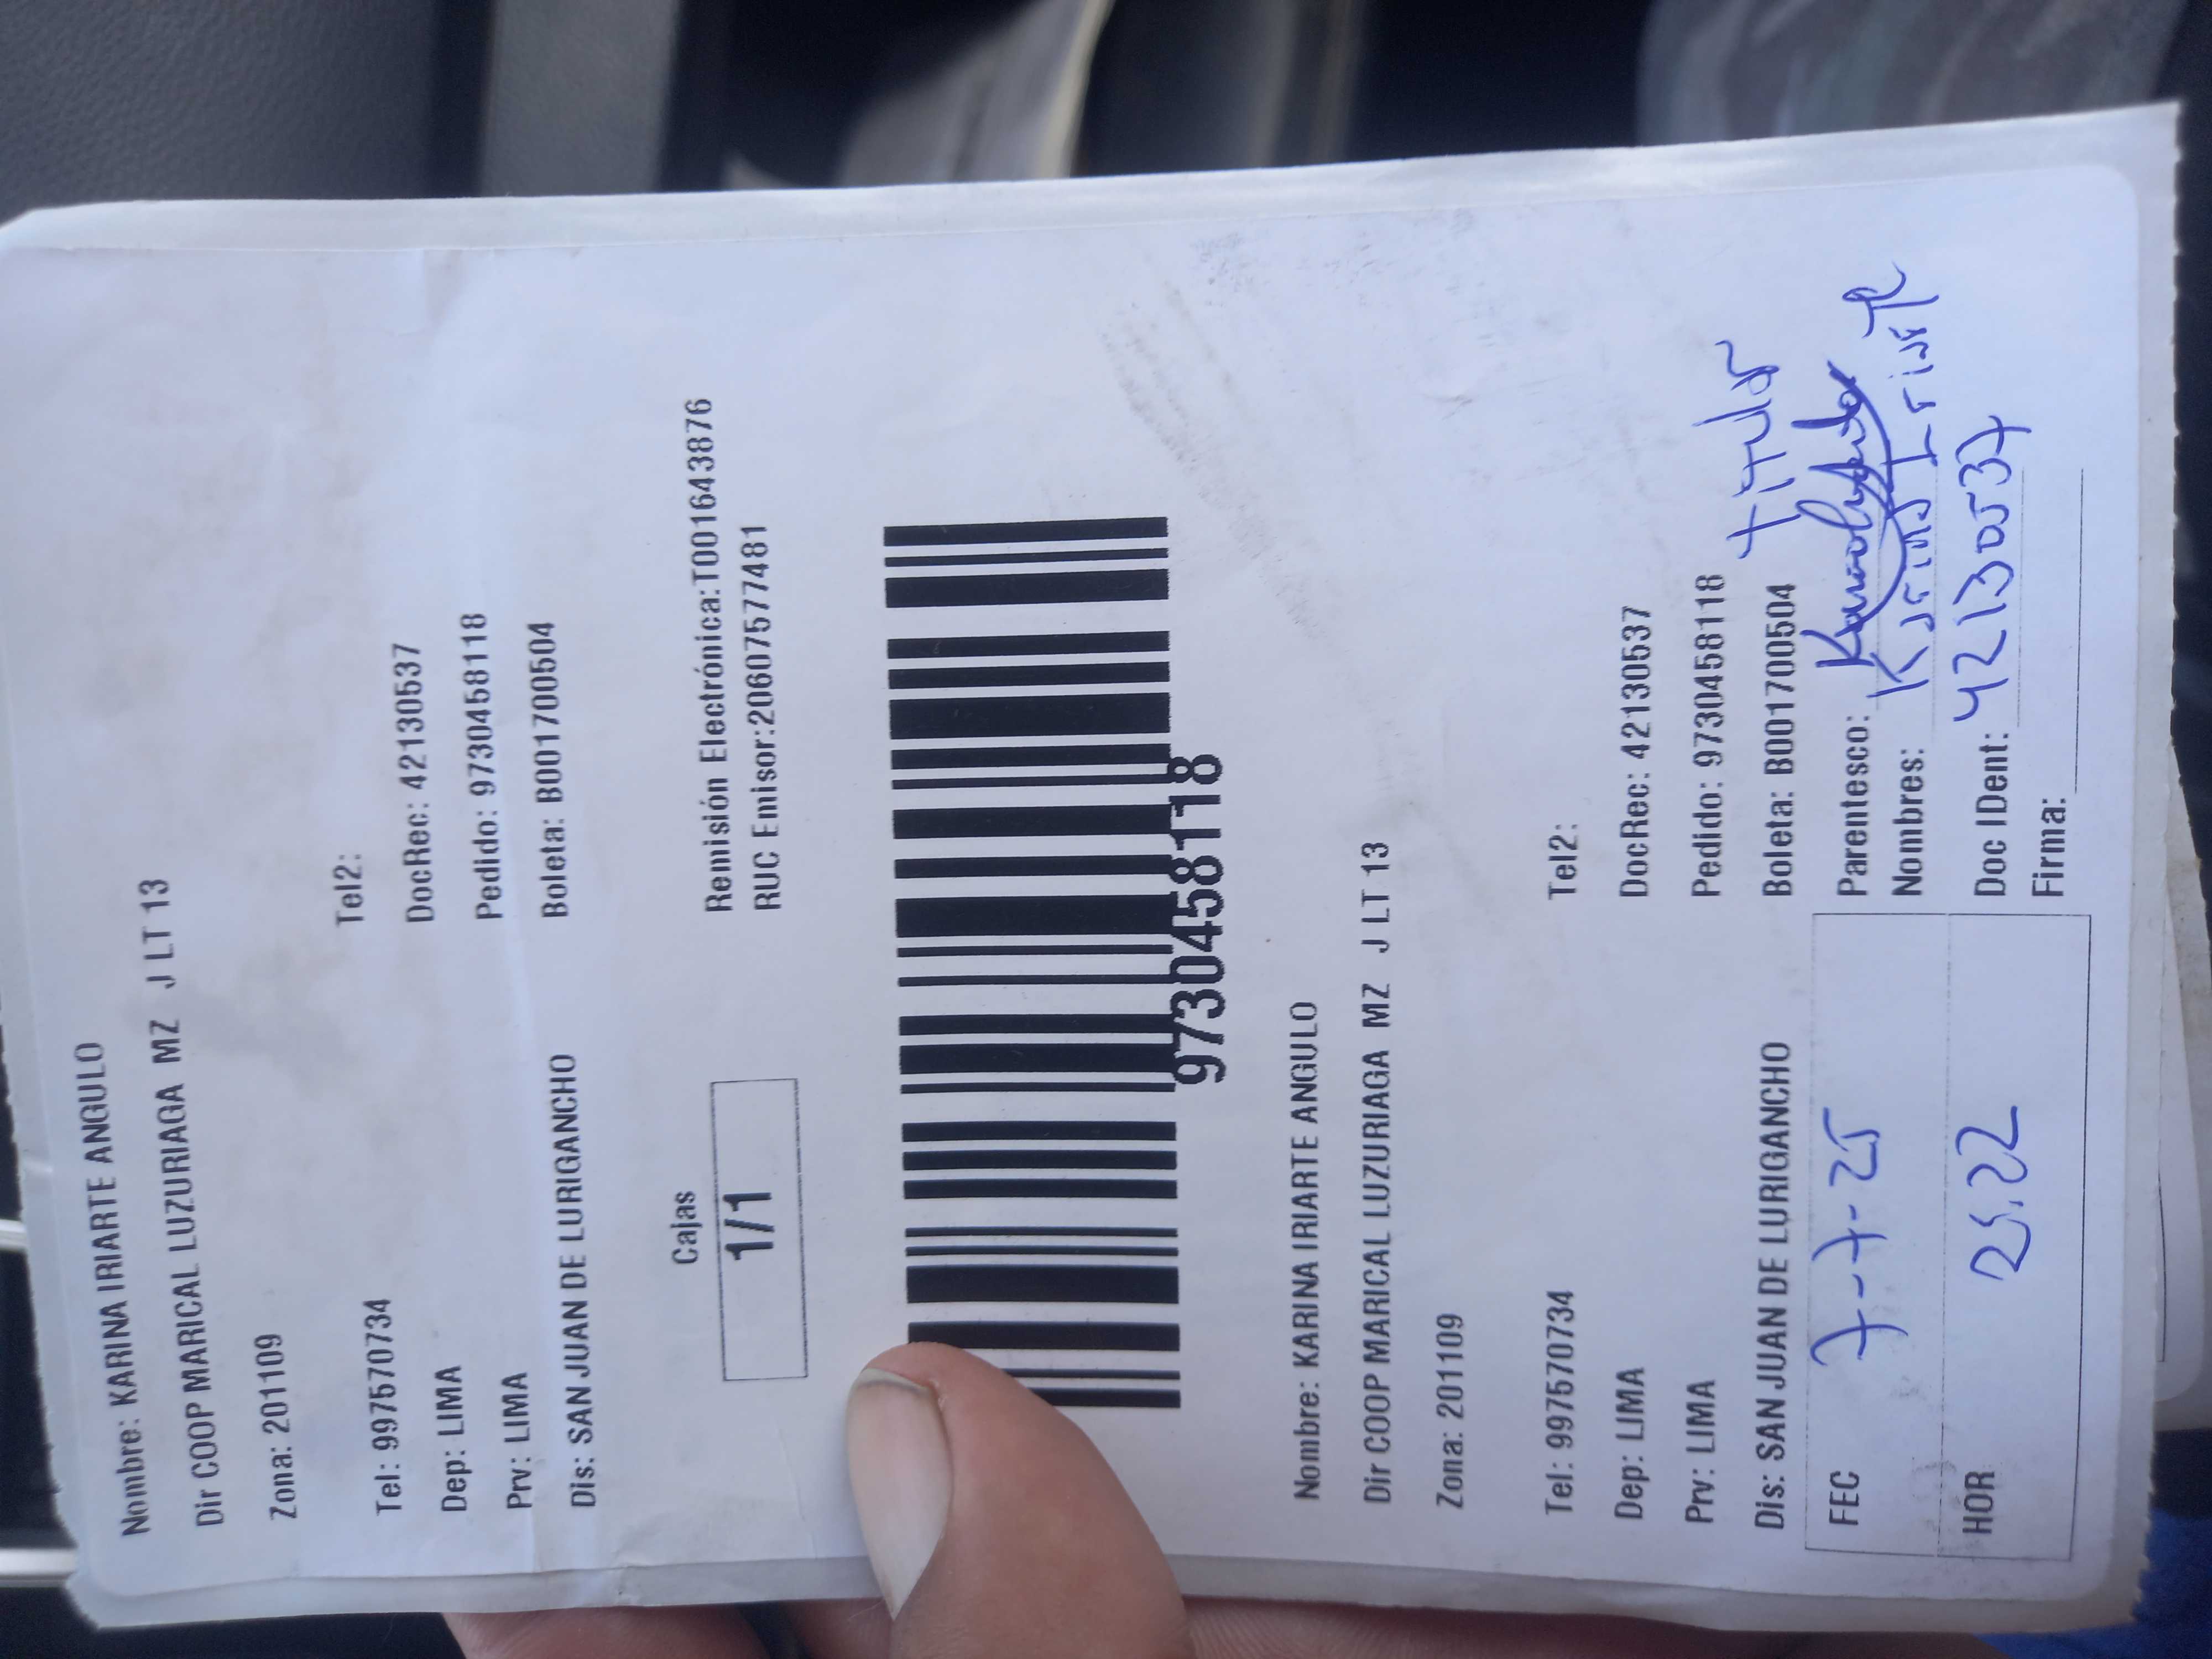 Nombre: KARINA IRIARTE ANGULO
Dir COOP MARICAL LUZURIAGA MZ J LT 13
Zona: 201109
Tel: 997570734 Tel2:
Dep: LIMA DocRec: 42130537
Prv: LIMA Pedido: 9730458118
Dis: SAN JUAN DE LURIGANCHO Boleta: B001700504
Cajas Remisión Electrónica:T001643876
1/1 RUC Emisor:20607577481
9730458118
Nombre: KARINA IRIARTE ANGULO
Dir COOP MARICAL LUZURIAGA MZ J LT 13
Zona: 201109
Tel: 997570734 Tel2:
Dep: LIMA DocRec: 42130537
Prv: LIMA Pedido: 9730458118
Dis: SAN JUAN DE LURIGANCHO Boleta: B001700504 titular
FEC 7-7-25 Parentesco:
Nombres: Karina Iriarte
HOR Doc IDent: 42130537
Firma: